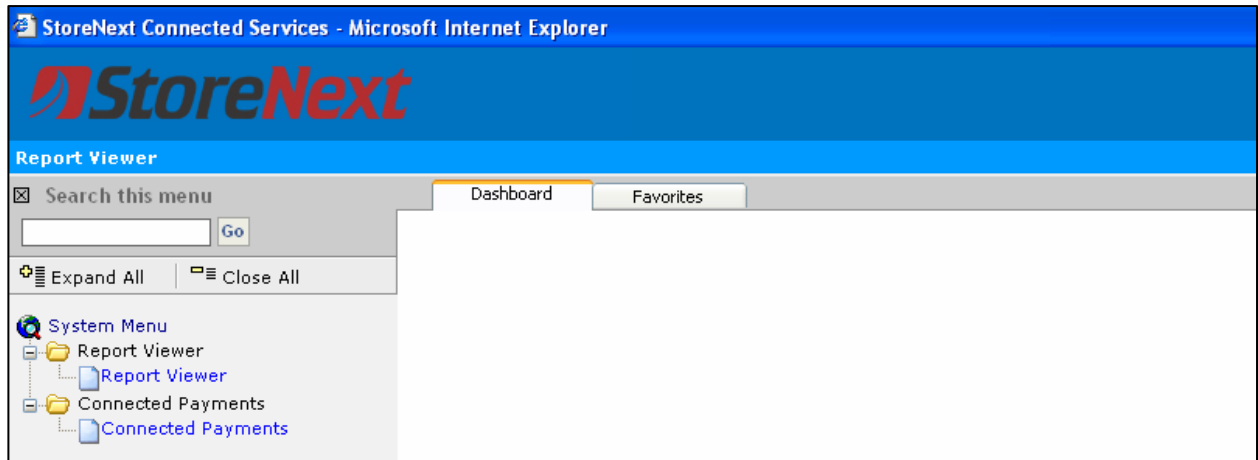 StoreNext Connected Services - Microsoft Internet Explorer
StoreNext
Report Viewer
Search this menu
Dashboard Favorites
Go
Expand All Close All
System Menu
Report Viewer
Report Viewer
Connected Payments
Connected Payments